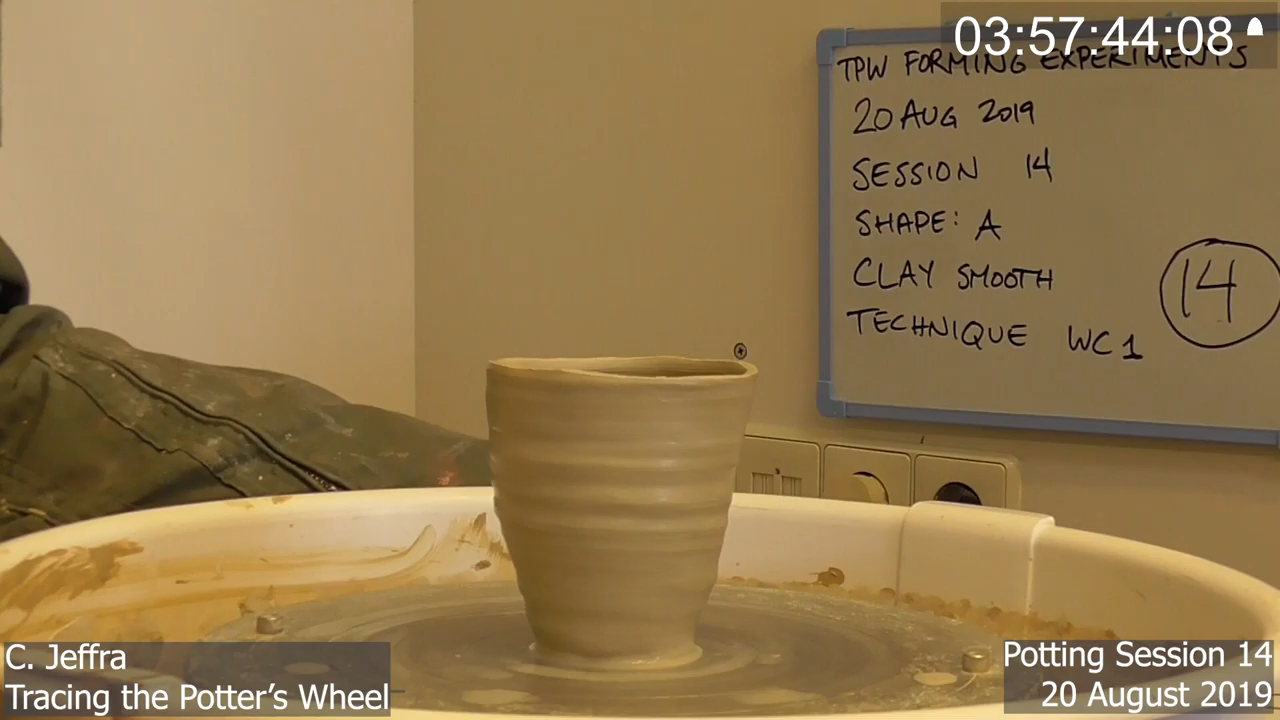 03:57:44:08
TPW FORMING EXPERIMENTS
20 AUG 2019
SESSION 14
SHAPE: A
CLAY SMOOTH
TECHNIQUE WC1
14
C. Jeffra
Tracing the Potter's Wheel
Potting Session 14
20 August 2019